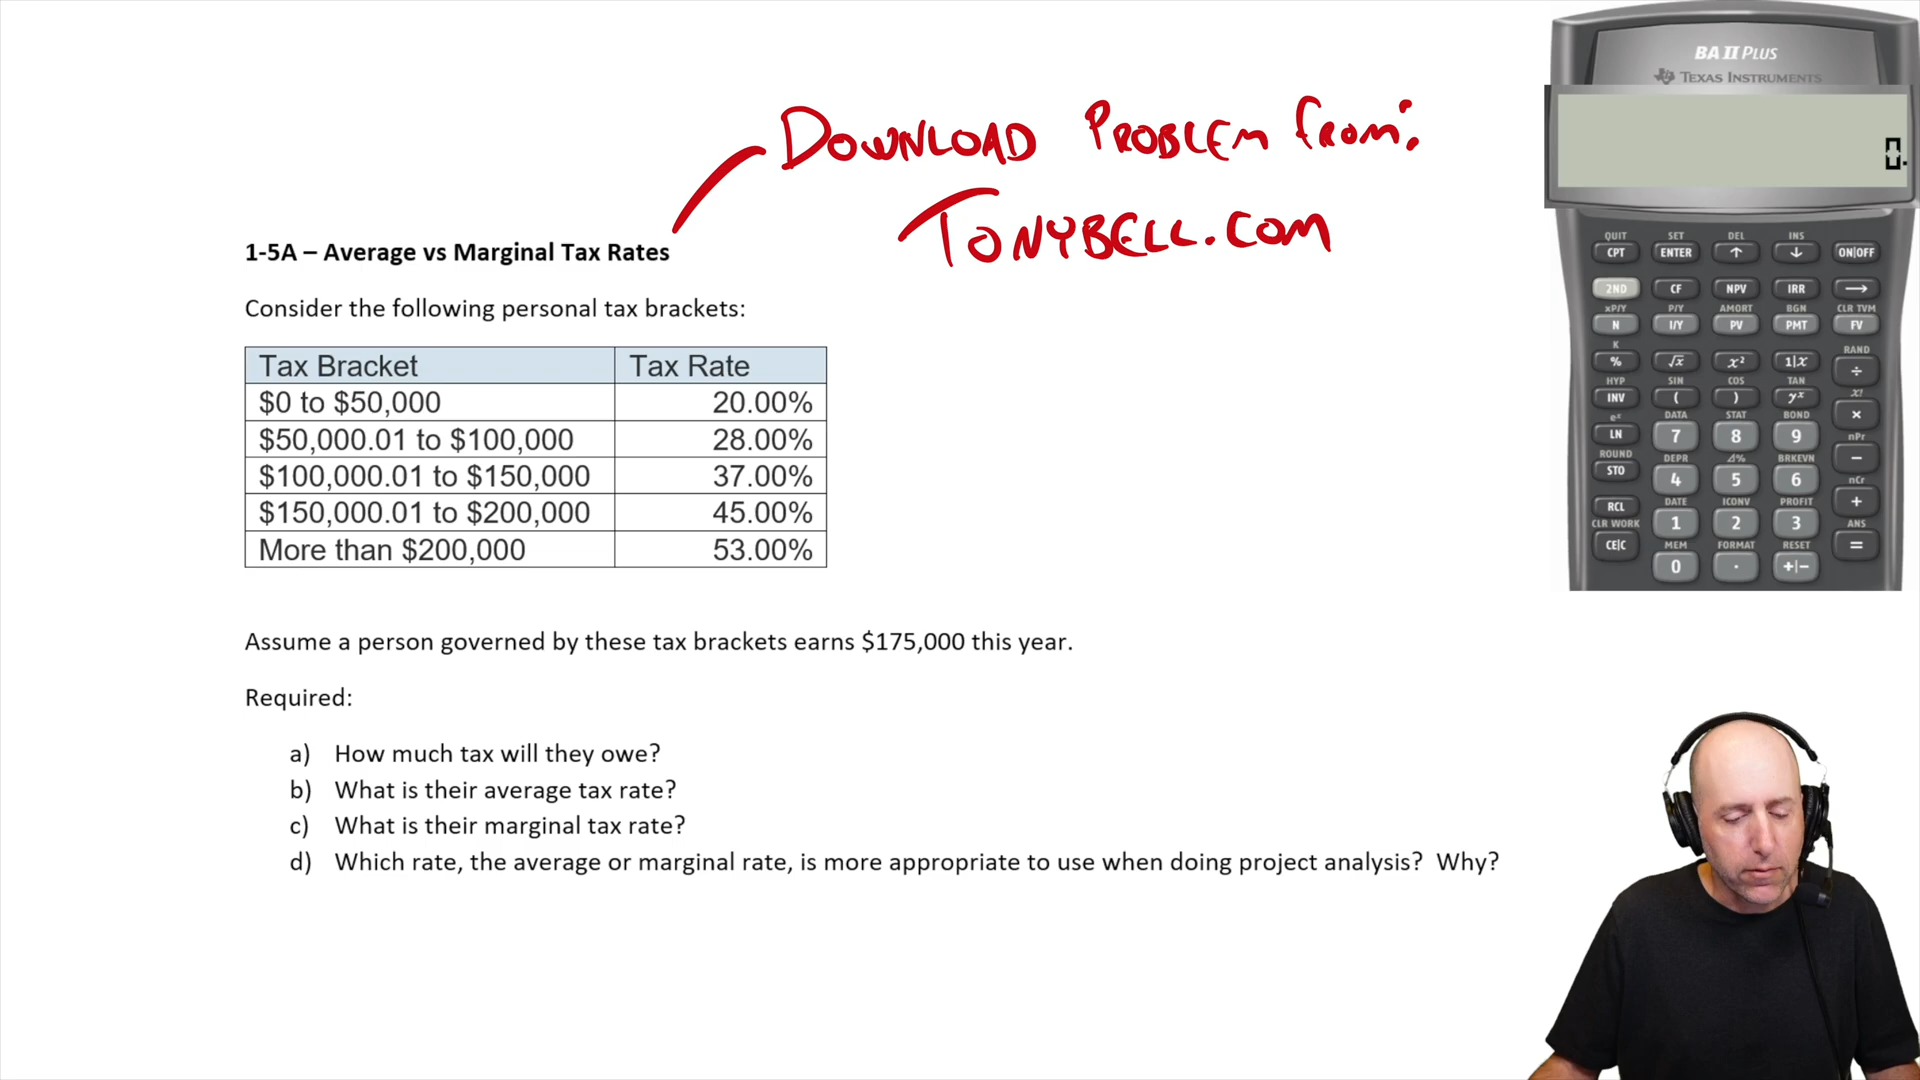 DOWNLOAD PROBLEM FROM:
TONYBELL.COM
1-5A – Average vs Marginal Tax Rates
Consider the following personal tax brackets:
Tax Bracket Tax Rate
$0 to $50,000 20.00%
$50,000.01 to $100,000 28.00%
$100,000.01 to $150,000 37.00%
$150,000.01 to $200,000 45.00%
More than $200,000 53.00%
Assume a person governed by these tax brackets earns $175,000 this year.
Required:
a) How much tax will they owe?
b) What is their average tax rate?
c) What is their marginal tax rate?
d) Which rate, the average or marginal rate, is more appropriate to use when doing project analysis? Why?
BA II PLUS
TEXAS INSTRUMENTS
0.
QUIT SET DEL INS
CPT ENTER ↑ ↓ ON|OFF
2ND CF NPV IRR →
xP/Y P/Y AMORT BGN CLR TVM
N I/Y PV PMT FV
K RAND
% √x x² 1|x ÷
HYP SIN COS TAN x!
INV ( ) yˣ ×
eˣ DATA STAT BOND nPr
LN 7 8 9 −
ROUND DEPR Δ% BRKEVN nCr
STO 4 5 6 +
DATE ICONV PROFIT
RCL 1 2 3
CLR WORK ANS
CE|C =
MEM FORMAT RESET
0 . +|−